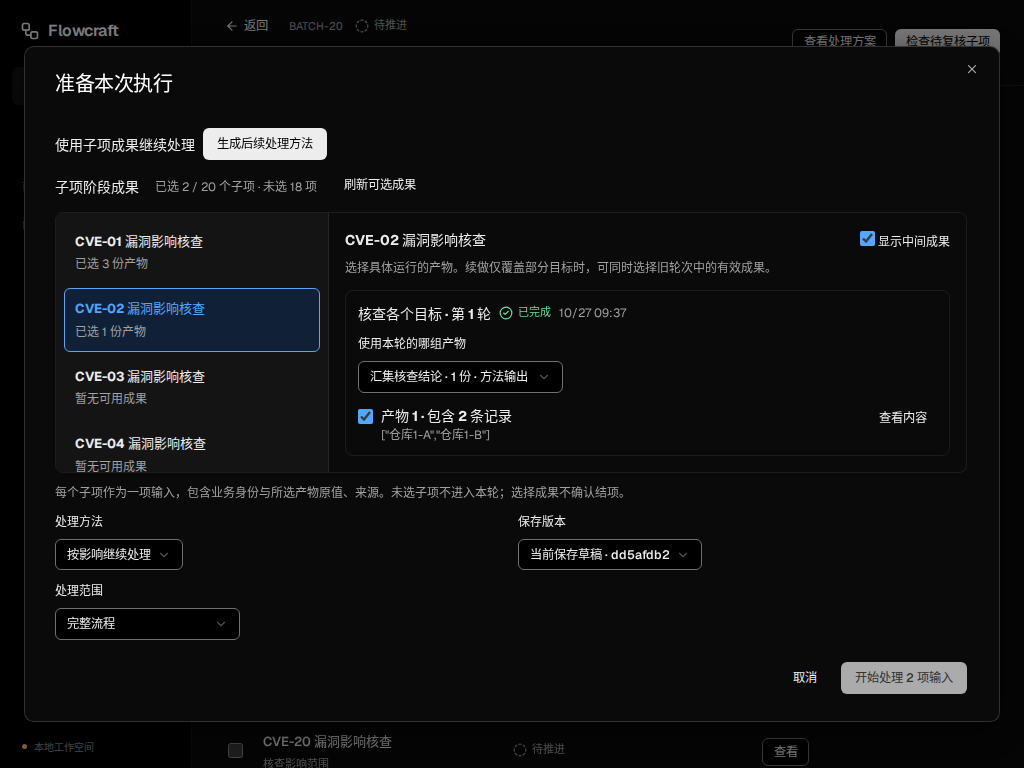 Flowcraft
返回 BATCH-20 待推进
查看处理方案 检查待复核子项
准备本次执行
使用子项成果继续处理 生成后续处理方法
子项阶段成果 已选 2 / 20 个子项 · 未选 18 项 刷新可选成果
CVE-01 漏洞影响核查
已选 3 份产物
CVE-02 漏洞影响核查
已选 1 份产物
CVE-03 漏洞影响核查
暂无可用成果
CVE-04 漏洞影响核查
暂无可用成果
CVE-02 漏洞影响核查 显示中间成果
选择具体运行的产物。续做仅覆盖部分目标时，可同时选择旧轮次中的有效成果。
核查各个目标 · 第 1 轮 已完成 10/27 09:37
使用本轮的哪组产物
汇集核查结论 · 1 份 · 方法输出
产物 1 · 包含 2 条记录 查看内容
["仓库1-A","仓库1-B"]
每个子项作为一项输入，包含业务身份与所选产物原值、来源。未选子项不进入本轮；选择成果不确认结项。
处理方法 保存版本
按影响继续处理 当前保存草稿 · dd5afdb2
处理范围
完整流程
取消 开始处理 2 项输入
CVE-20 漏洞影响核查 待推进 查看
核查影响范围
本地工作空间